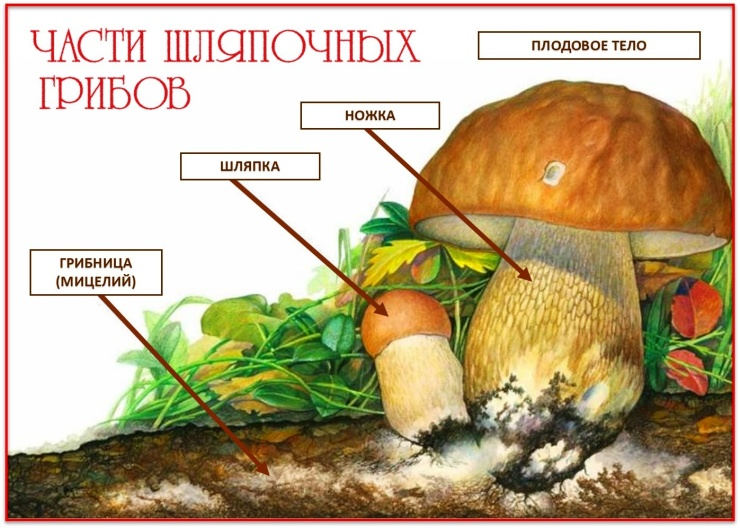 ЧАСТИ ШЛЯПОЧНЫХ
ГРИБОВ
ПЛОДОВОЕ ТЕЛО
НОЖКА
ШЛЯПКА
ГРИБНИЦА
(МИЦЕЛИЙ)